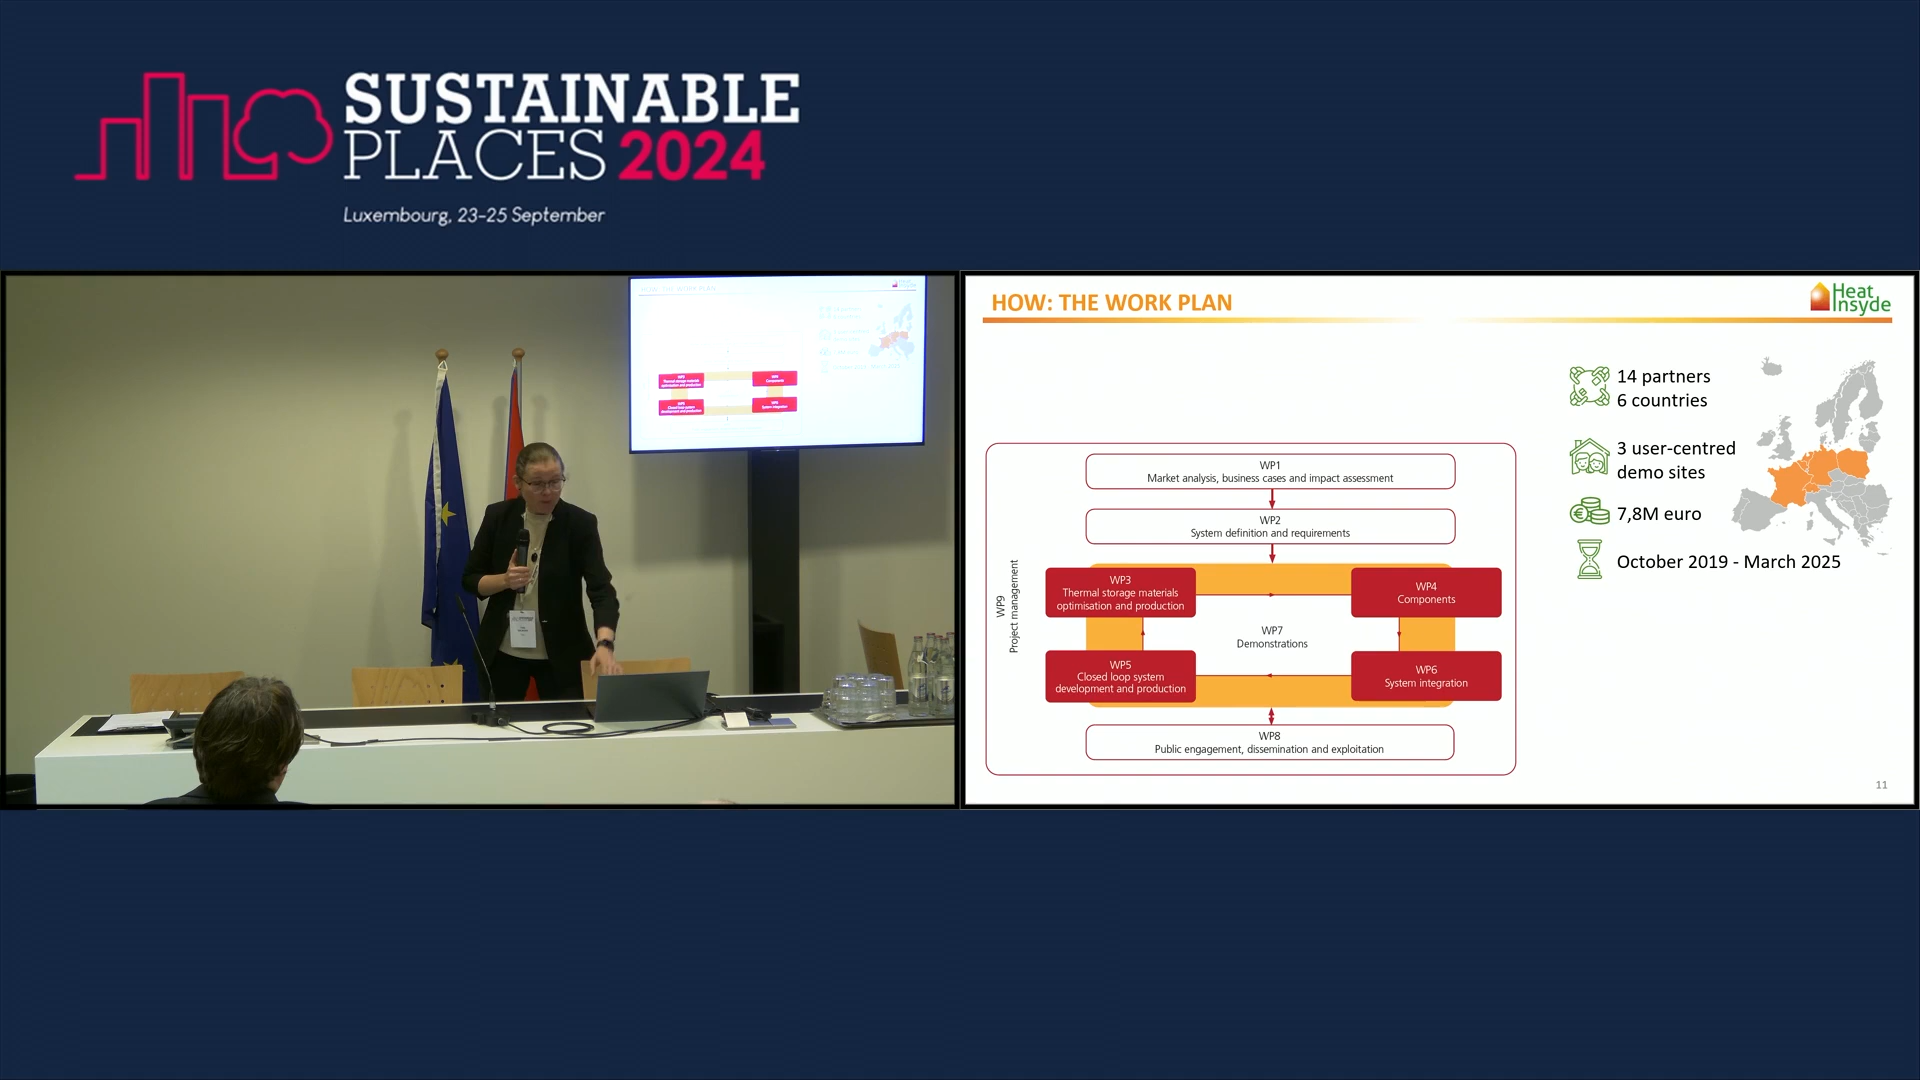 SUSTAINABLE
PLACES 2024
Luxembourg, 23-25 September
HOW: THE WORK PLAN
Heat
Insyde
14 partners
6 countries
3 user-centred
demo sites
7,8M euro
October 2019 - March 2025
WP9
Project management
WP1
Market analysis, business cases and impact assessment
WP2
System definition and requirements
WP3
Thermal storage materials
optimisation and production
WP4
Components
WP7
Demonstrations
WP5
Closed loop system
development and production
WP6
System integration
WP8
Public engagement, dissemination and exploitation
11